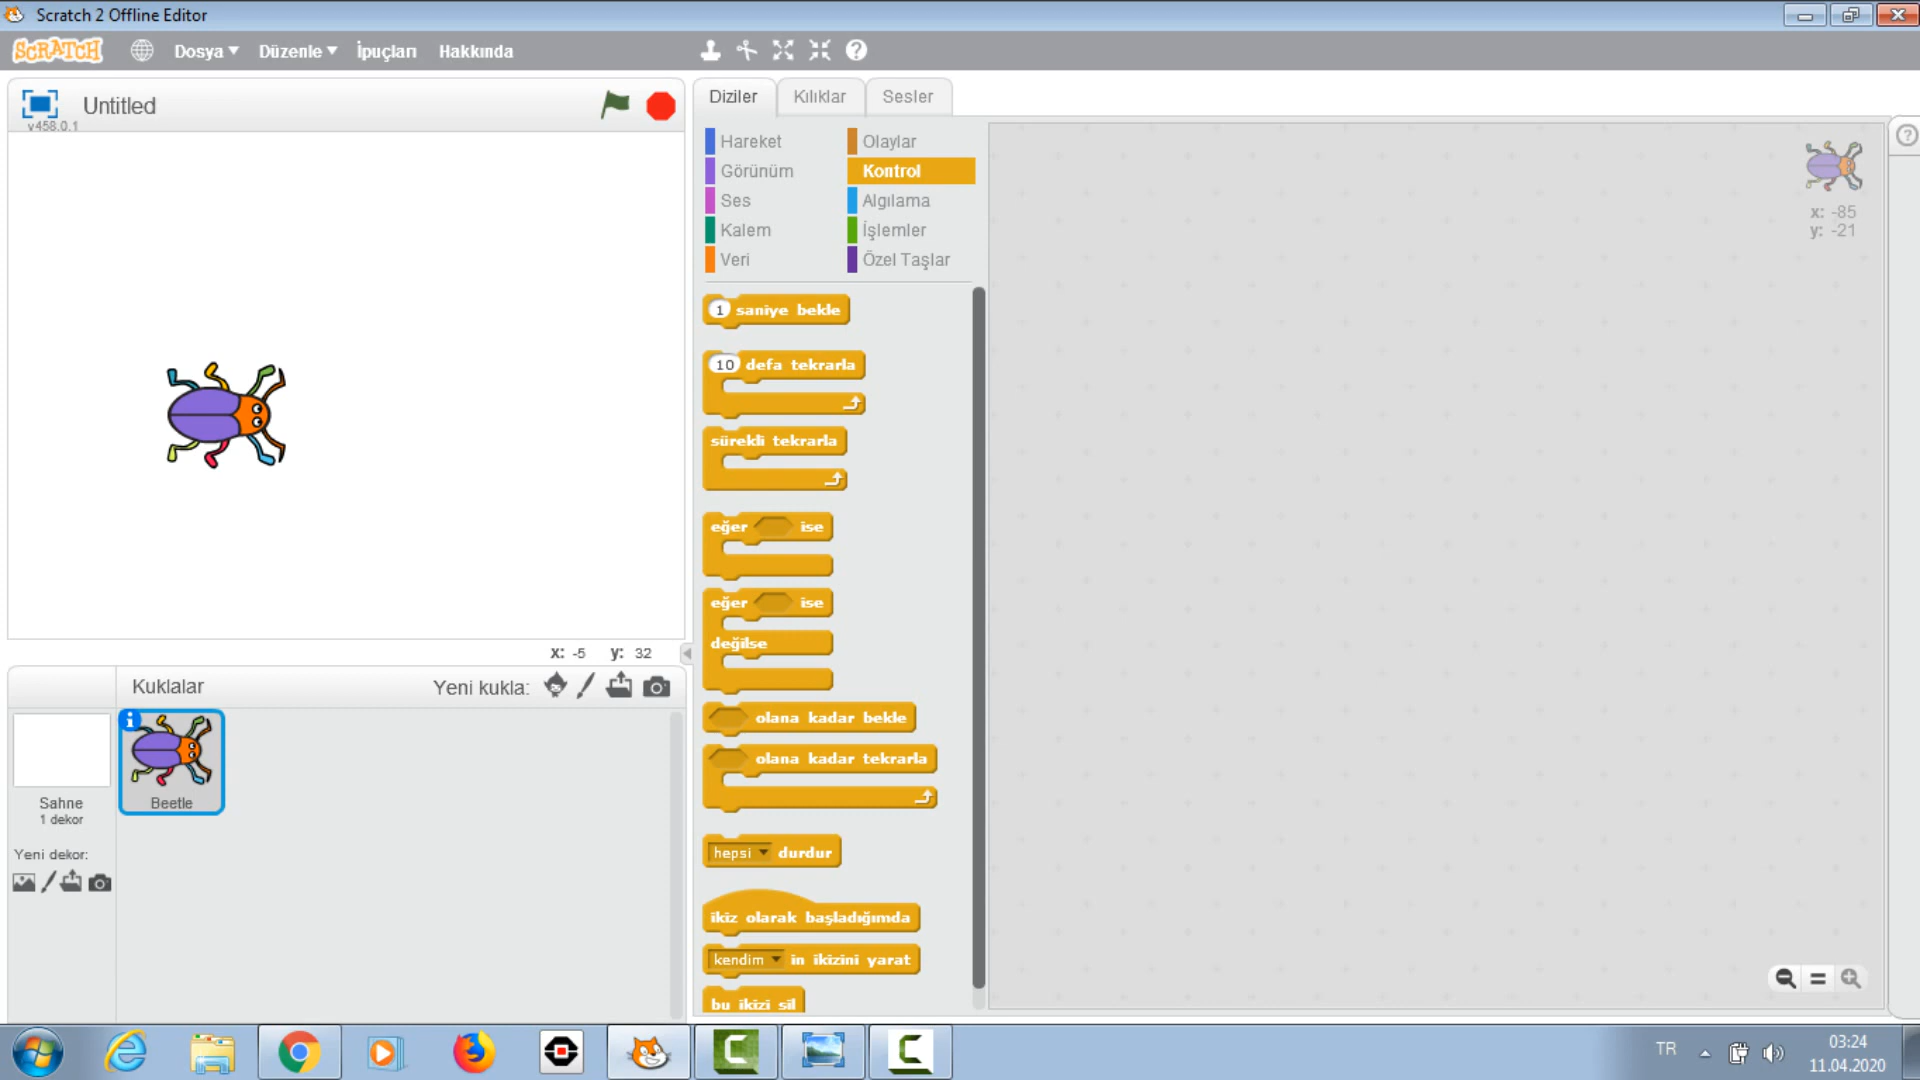 Scratch 2 Offline Editor
SCRATCH
Dosya
Düzenle
İpuçları
Hakkında
Untitled
v458.0.1
Diziler
Kılıklar
Sesler
Hareket
Olaylar
Görünüm
Kontrol
Ses
Algılama
Kalem
İşlemler
Veri
Özel Taşlar
1 saniye bekle
10 defa tekrarla
sürekli tekrarla
eğer ise
eğer ise
değilse
olana kadar bekle
olana kadar tekrarla
hepsi durdur
ikiz olarak başladığımda
kendim in ikizini yarat
bu ikizi sil
x: -85
y: -21
x: -5 y: 32
Kuklalar
Yeni kukla:
Beetle
Sahne
1 dekor
Yeni dekor:
TR
03:24
11.04.2020